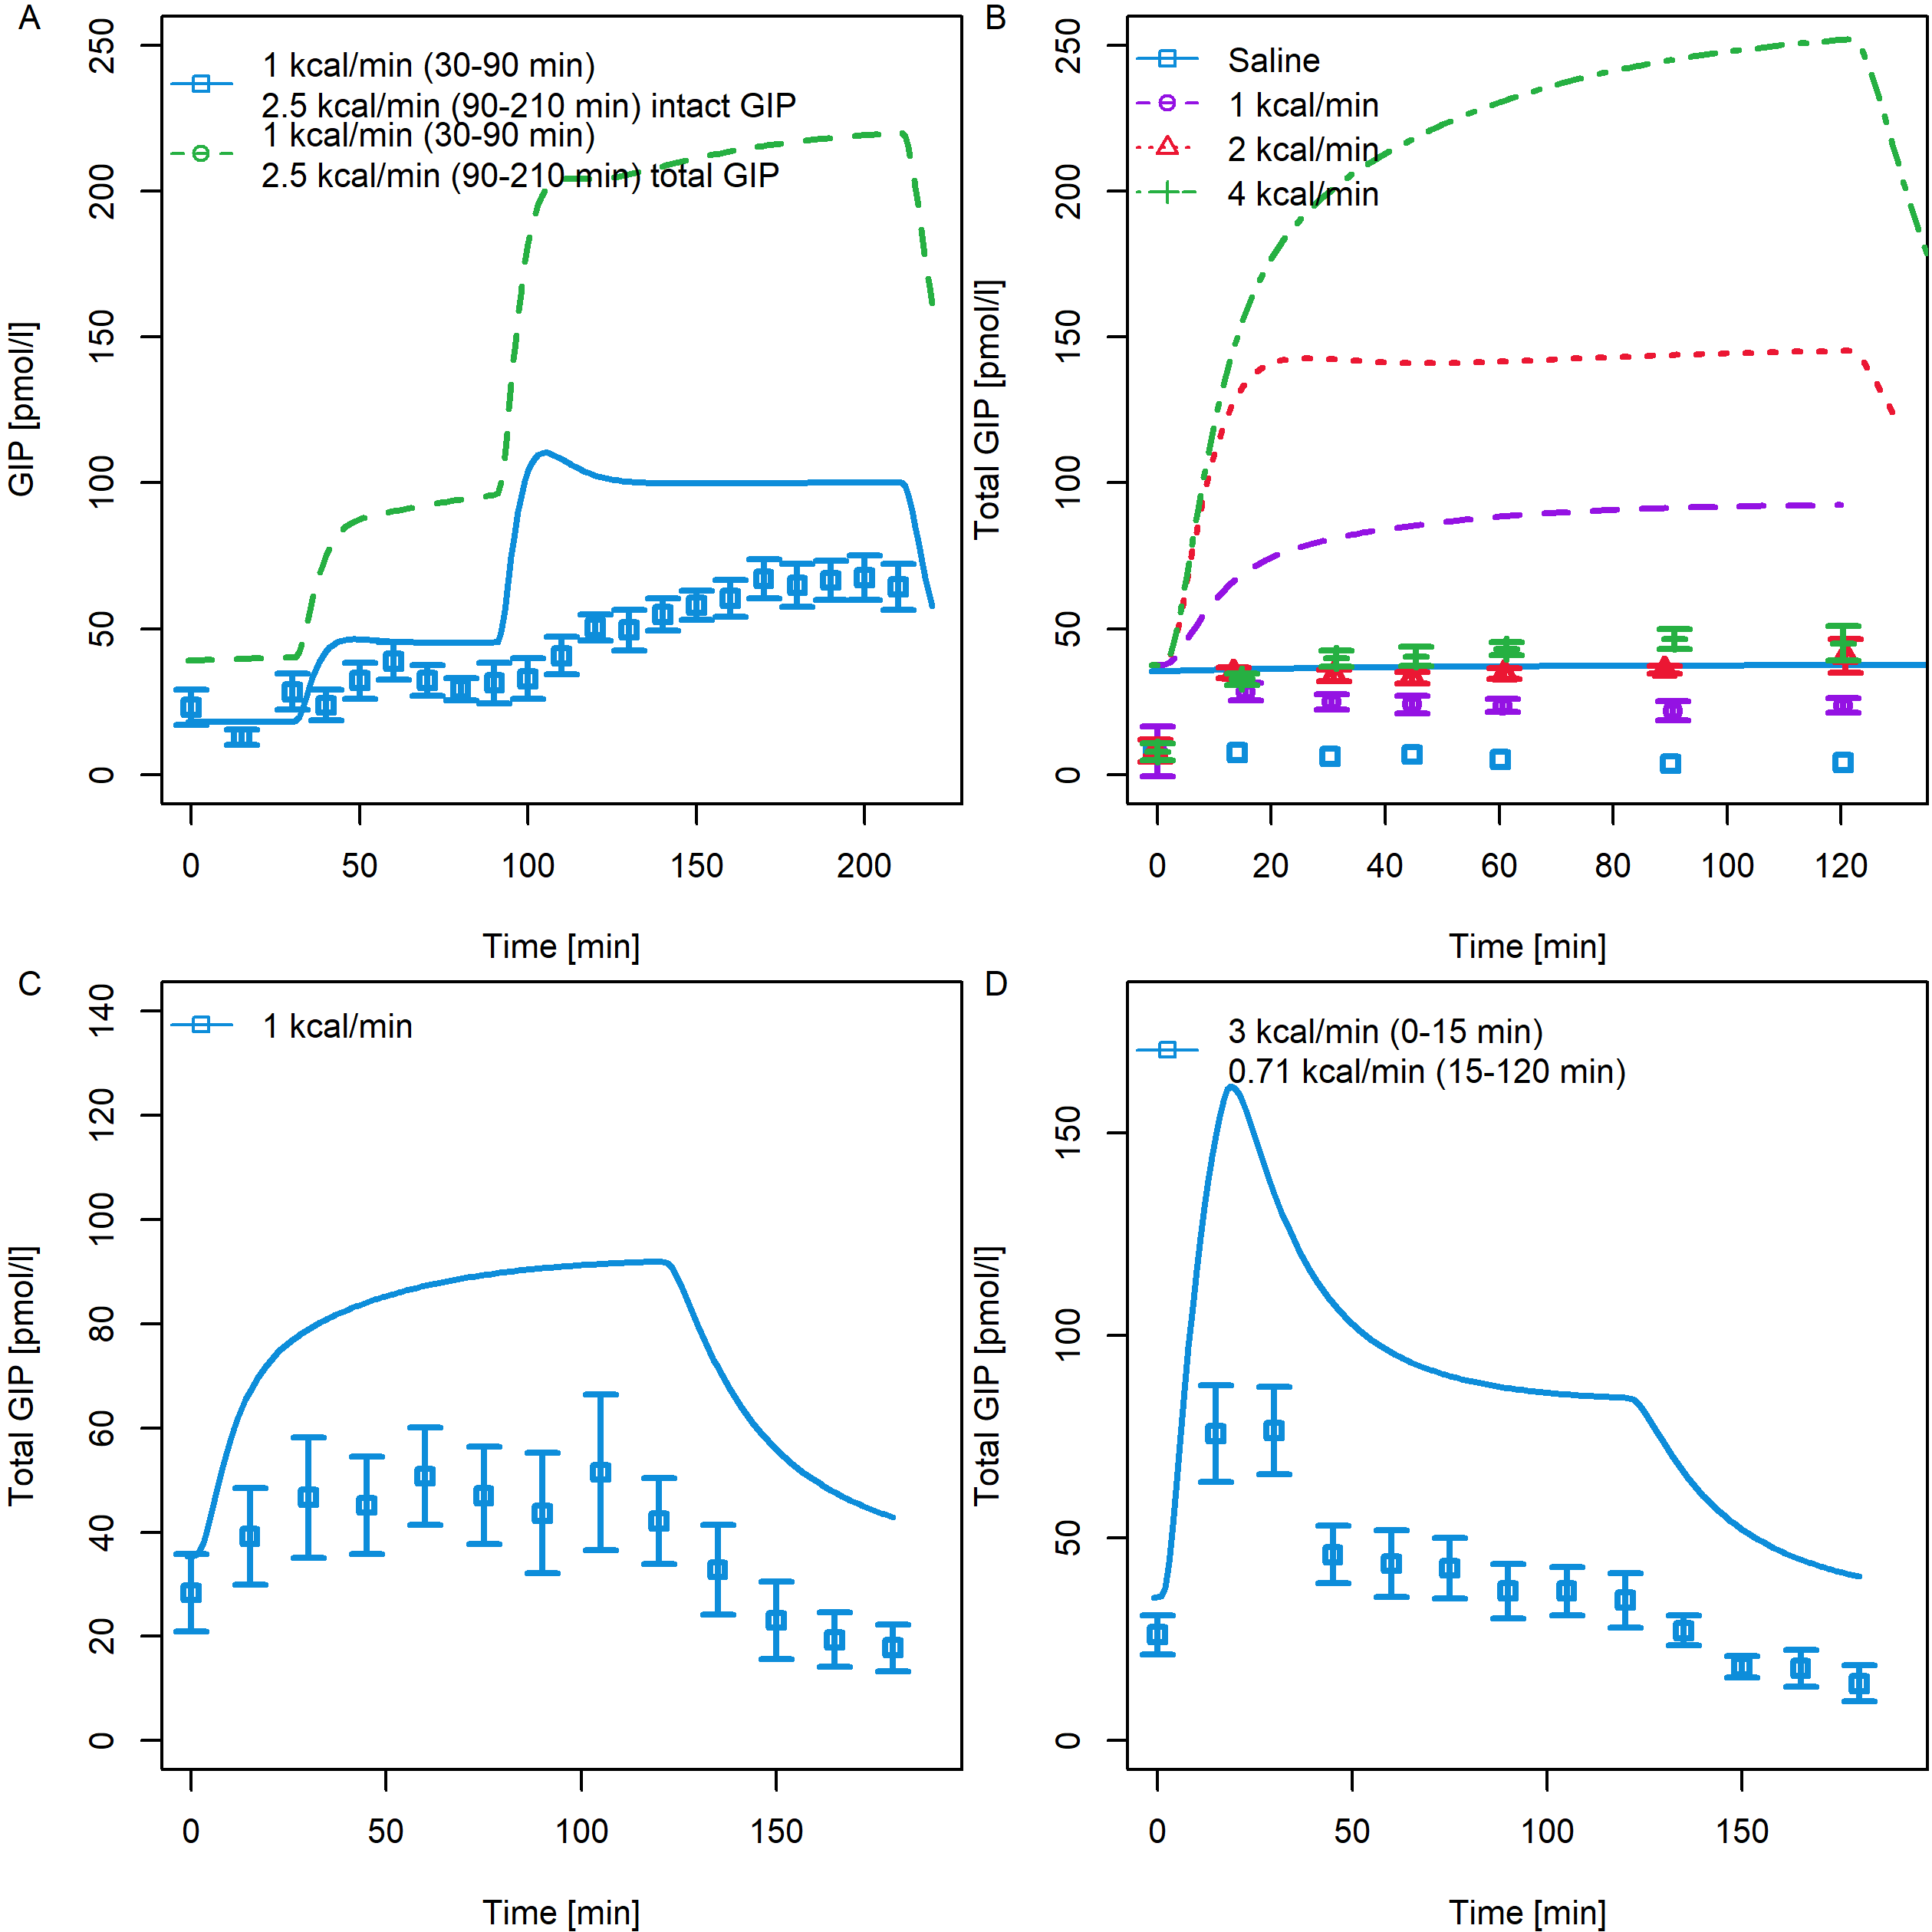 A
1 kcal/min (30-90 min)
2.5 kcal/min (90-210 min) intact GIP
1 kcal/min (30-90 min)
2.5 kcal/min (90-210 min) total GIP
GIP [pmol/l]
0
50
100
150
200
250
0
50
100
150
200
Time [min]
B
Saline
1 kcal/min
2 kcal/min
4 kcal/min
Total GIP [pmol/l]
0
50
100
150
200
250
0
20
40
60
80
100
120
Time [min]
C
1 kcal/min
Total GIP [pmol/l]
0
20
40
60
80
100
120
140
0
50
100
150
Time [min]
D
3 kcal/min (0-15 min)
0.71 kcal/min (15-120 min)
Total GIP [pmol/l]
0
50
100
150
0
50
100
150
Time [min]